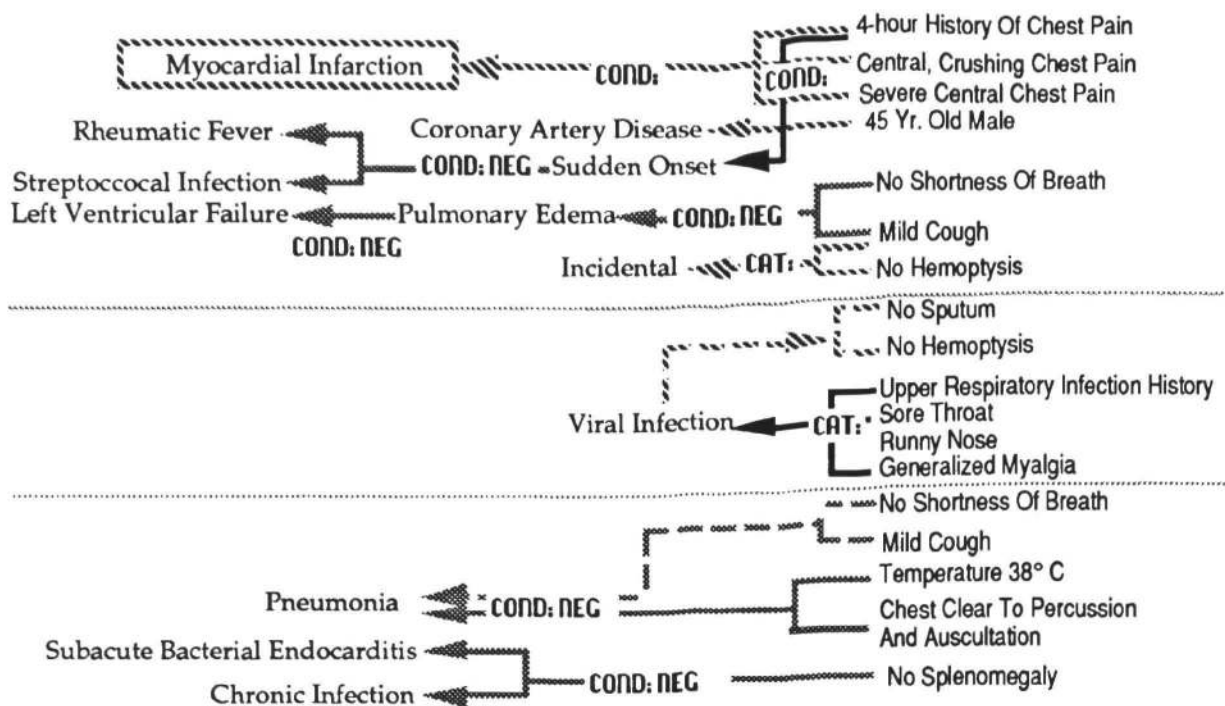 4-hour History Of Chest Pain
Myocardial Infarction COND: COND: Central, Crushing Chest Pain
Severe Central Chest Pain
Rheumatic Fever Coronary Artery Disease 45 Yr. Old Male
COND: NEG Sudden Onset
Streptoccocal Infection No Shortness Of Breath
Left Ventricular Failure Pulmonary Edema COND: NEG
COND: NEG Mild Cough
Incidental CAT: No Hemoptysis
No Sputum
No Hemoptysis
Upper Respiratory Infection History
Viral Infection CAT: Sore Throat
Runny Nose
Generalized Myalgia
No Shortness Of Breath
Mild Cough
Temperature 38° C
Pneumonia COND: NEG Chest Clear To Percussion
And Auscultation
Subacute Bacterial Endocarditis
COND: NEG No Splenomegaly
Chronic Infection